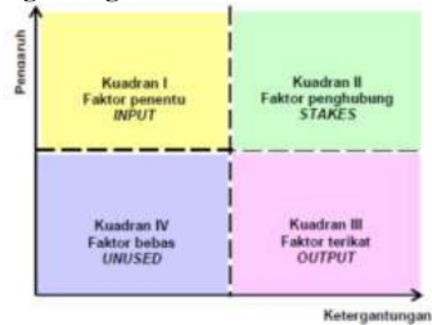 Pengaruh
Kuadran I
Faktor penentu
INPUT
Kuadran II
Faktor penghubung
STAKES
Kuadran IV
Faktor bebas
UNUSED
Kuadran III
Faktor terikat
OUTPUT
Ketergantungan